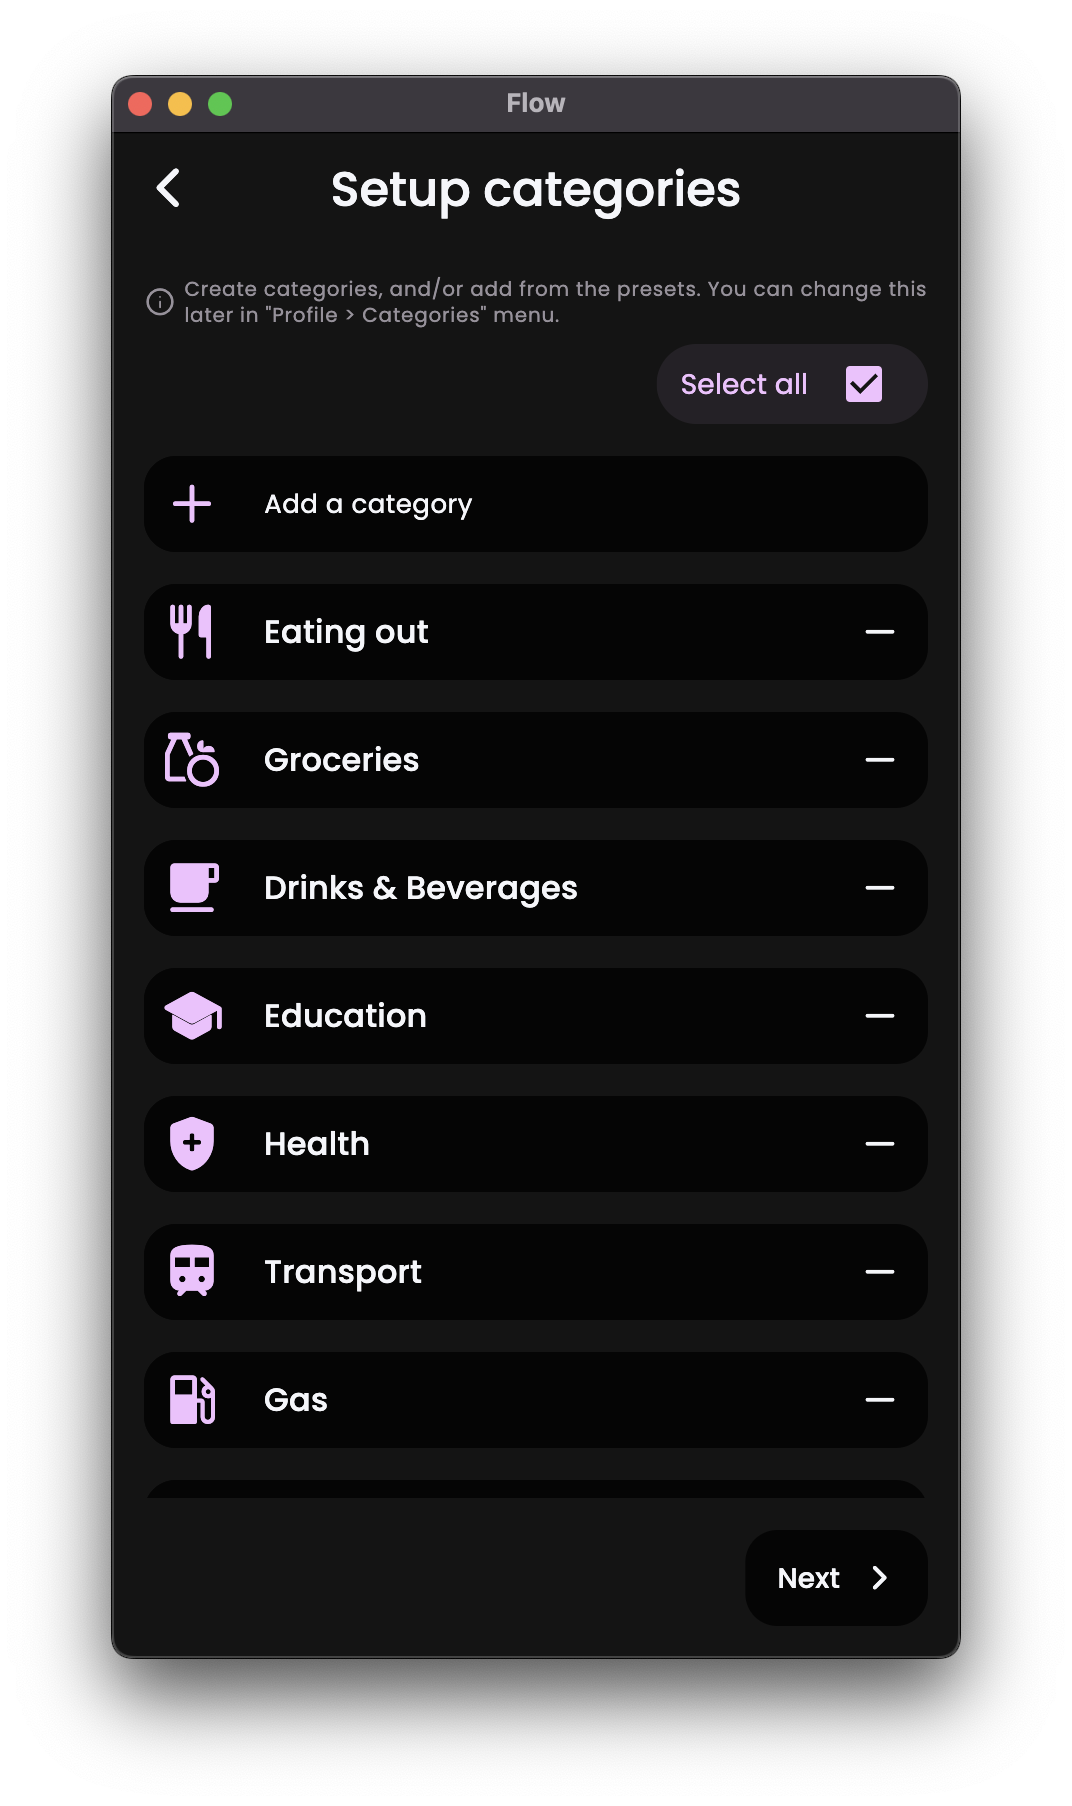 Flow
Setup categories
Create categories, and/or add from the presets. You can change this
later in "Profile > Categories" menu.
Select all
Add a category
Eating out
Groceries
Drinks & Beverages
Education
Health
Transport
Gas
Next